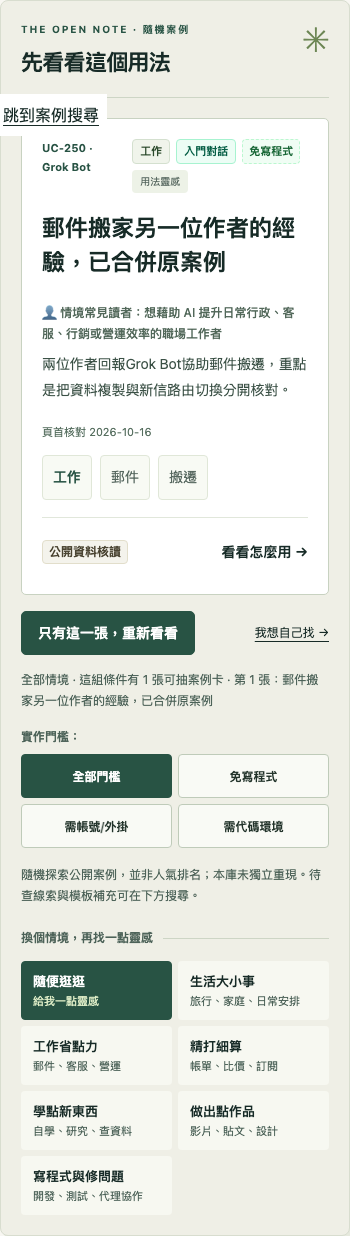 THE OPEN NOTE · 隨機案例
先看看這個用法
跳到案例搜尋
UC-250 ·
Grok Bot
工作
入門對話
免寫程式
用法靈感
郵件搬家另一位作者的經
驗，已合併原案例
👤 情境常見讀者：想藉助 AI 提升日常行政、客
服、行銷或營運效率的職場工作者
兩位作者回報Grok Bot協助郵件搬遷，重點
是把資料複製與新信路由切換分開核對。
頁首核對 2026-10-16
工作
郵件
搬遷
公開資料核讀
看看怎麼用 →
只有這一張，重新看看
我想自己找 →
全部情境 · 這組條件有 1 張可抽案例卡 · 第 1 張：郵件搬
家另一位作者的經驗，已合併原案例
實作門檻：
全部門檻
免寫程式
需帳號/外掛
需代碼環境
隨機探索公開案例，並非人氣排名；本庫未獨立重現。待
查線索與模板補充可在下方搜尋。
換個情境，再找一點靈感
隨便逛逛
給我一點靈感
生活大小事
旅行、家庭、日常安排
工作省點力
郵件、客服、營運
精打細算
帳單、比價、訂閱
學點新東西
自學、研究、查資料
做出點作品
影片、貼文、設計
寫程式與修問題
開發、測試、代理協作